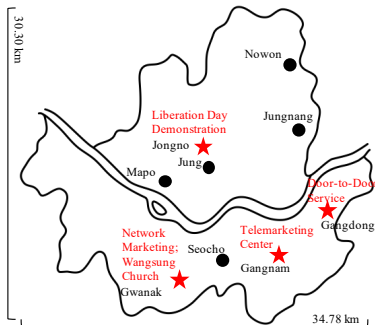 30.30 km
Nowon
Jungnang
Liberation Day
Demonstration
Jongno
Jung
Mapo
Door-to-Door
Service
Gangdong
Telemarketing
Center
Gangnam
Network
Marketing;
Wangsung
Church
Seocho
Gwanak
34.78 km